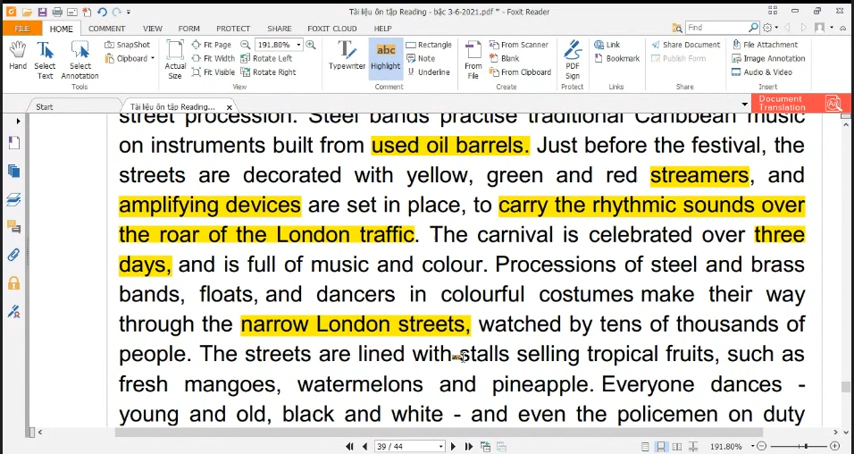 Tài liệu ôn tập Reading - bậc 3-6-2021.pdf * - Foxit Reader
FILE HOME COMMENT VIEW FORM PROTECT SHARE FOXIT CLOUD HELP Find
Hand
Select Text
Select Annotation
SnapShot
Clipboard
Tools
Actual Size
Fit Page
Fit Width
Fit Visible
191.80%
Rotate Left
Rotate Right
View
Typewriter
Highlight
Rectangle
Note
Underline
Comment
From File
From Scanner
Blank
From Clipboard
Create
PDF Sign
Protect
Link
Bookmark
Links
Share Document
Publish Form
Share
File Attachment
Image Annotation
Audio & Video
Insert
Start Tài liệu ôn tập Reading...
Document Translation
street procession. Steel bands practise traditional Caribbean music
on instruments built from used oil barrels. Just before the festival, the
streets are decorated with yellow, green and red streamers, and
amplifying devices are set in place, to carry the rhythmic sounds over
the roar of the London traffic. The carnival is celebrated over three
days, and is full of music and colour. Processions of steel and brass
bands, floats, and dancers in colourful costumes make their way
through the narrow London streets, watched by tens of thousands of
people. The streets are lined with stalls selling tropical fruits, such as
fresh mangoes, watermelons and pineapple. Everyone dances -
young and old, black and white - and even the policemen on duty
39 / 44 191.80%